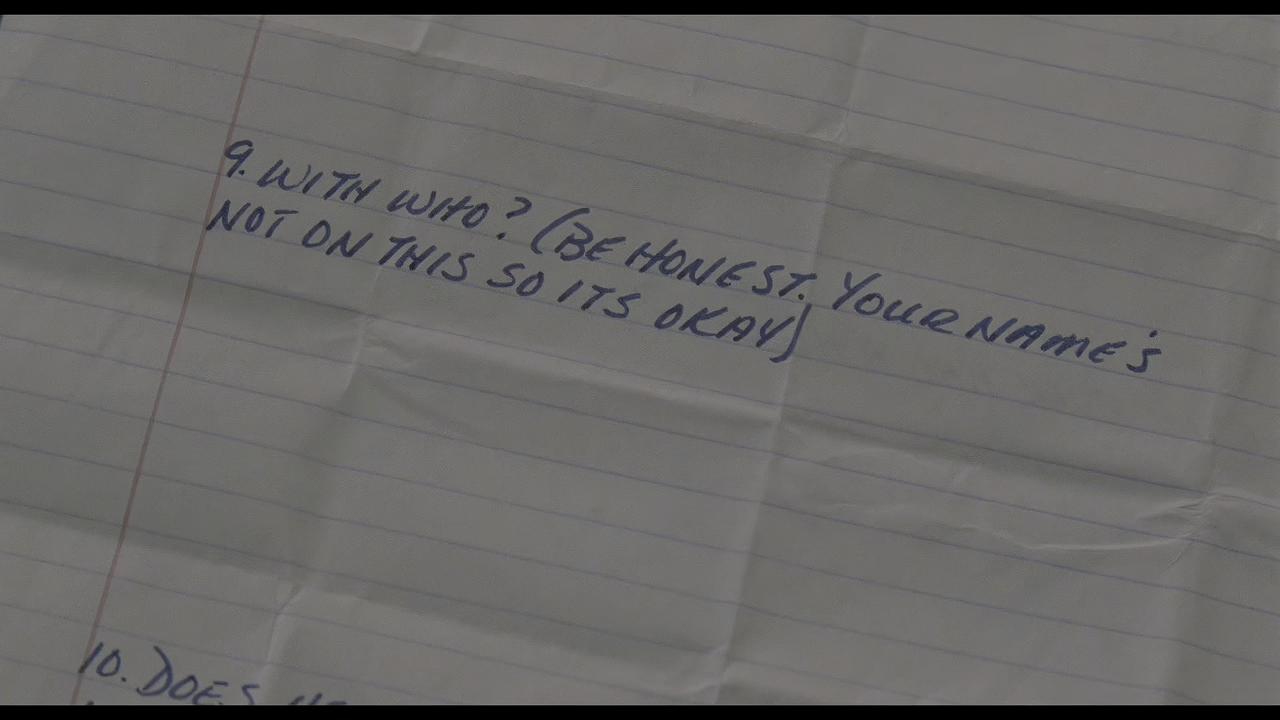 9. WITH WHO? (BE HONEST. YOUR NAME'S
NOT ON THIS SO ITS OKAY)
10. DOES